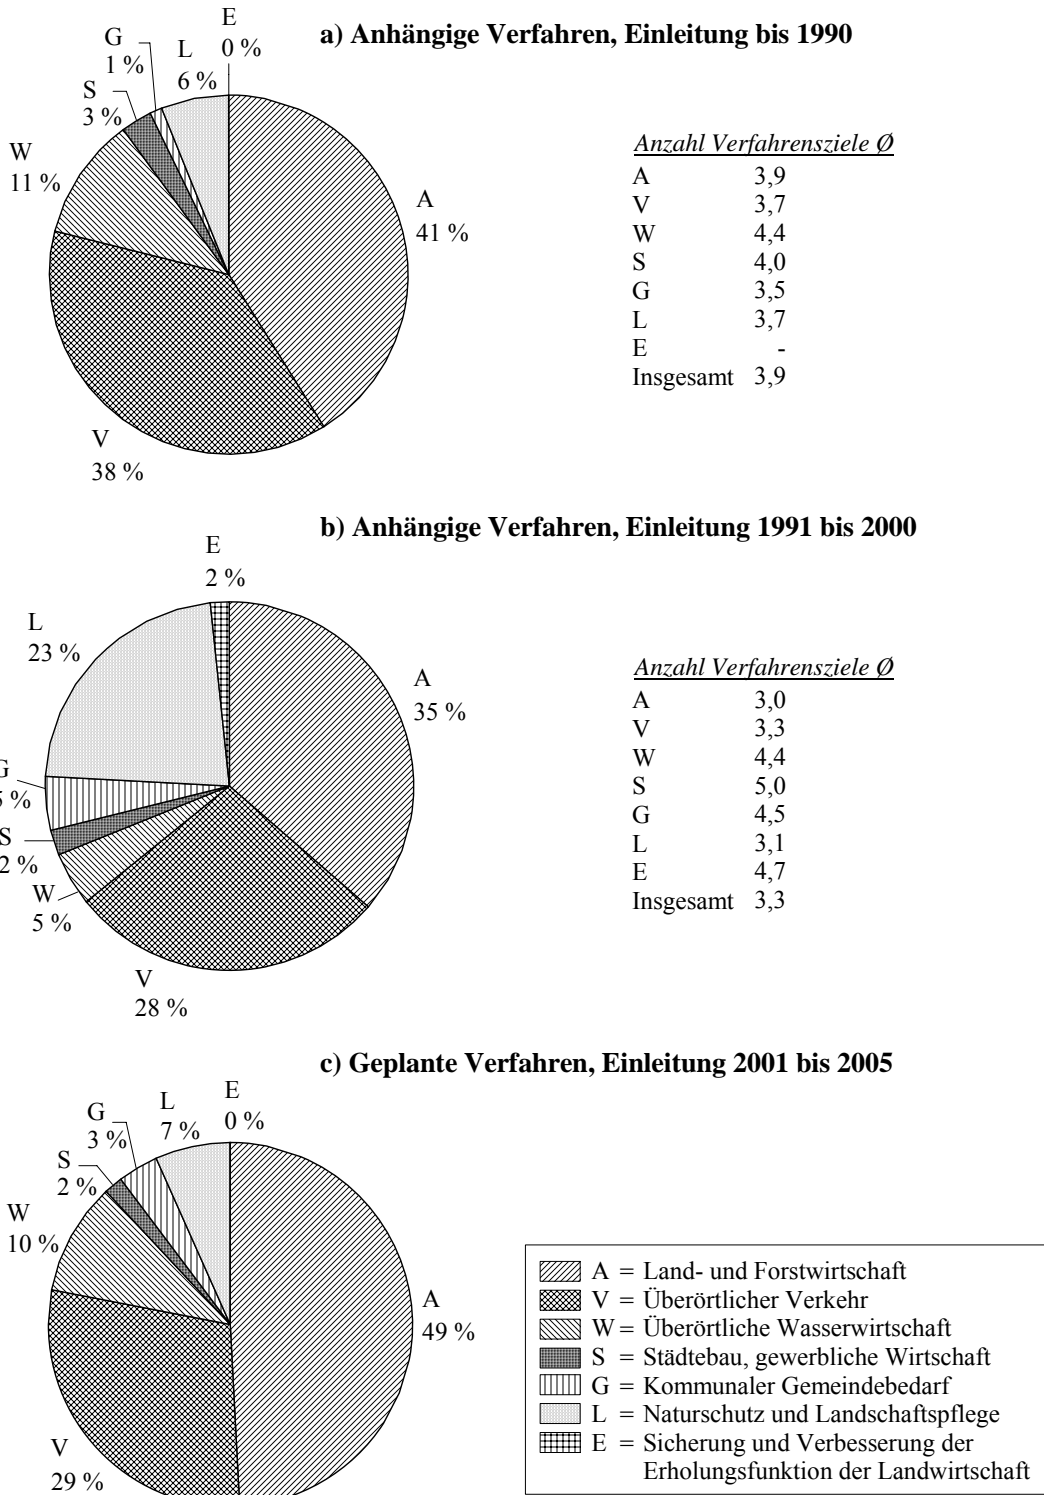 a) Anhängige Verfahren, Einleitung bis 1990
E
0 %
G
1 %
L
6 %
S
3 %
W
11 %
A
41 %
V
38 %
Anzahl Verfahrensziele Ø
A 3,9
V 3,7
W 4,4
S 4,0
G 3,5
L 3,7
E -
Insgesamt 3,9
b) Anhängige Verfahren, Einleitung 1991 bis 2000
E
2 %
L
23 %
A
35 %
G
5 %
S
2 %
W
5 %
V
28 %
Anzahl Verfahrensziele Ø
A 3,0
V 3,3
W 4,4
S 5,0
G 4,5
L 3,1
E 4,7
Insgesamt 3,3
c) Geplante Verfahren, Einleitung 2001 bis 2005
E
0 %
L
7 %
G
3 %
S
2 %
W
10 %
A
49 %
V
29 %
A = Land- und Forstwirtschaft
V = Überörtlicher Verkehr
W = Überörtliche Wasserwirtschaft
S = Städtebau, gewerbliche Wirtschaft
G = Kommunaler Gemeindebedarf
L = Naturschutz und Landschaftspflege
E = Sicherung und Verbesserung der
Erholungsfunktion der Landwirtschaft